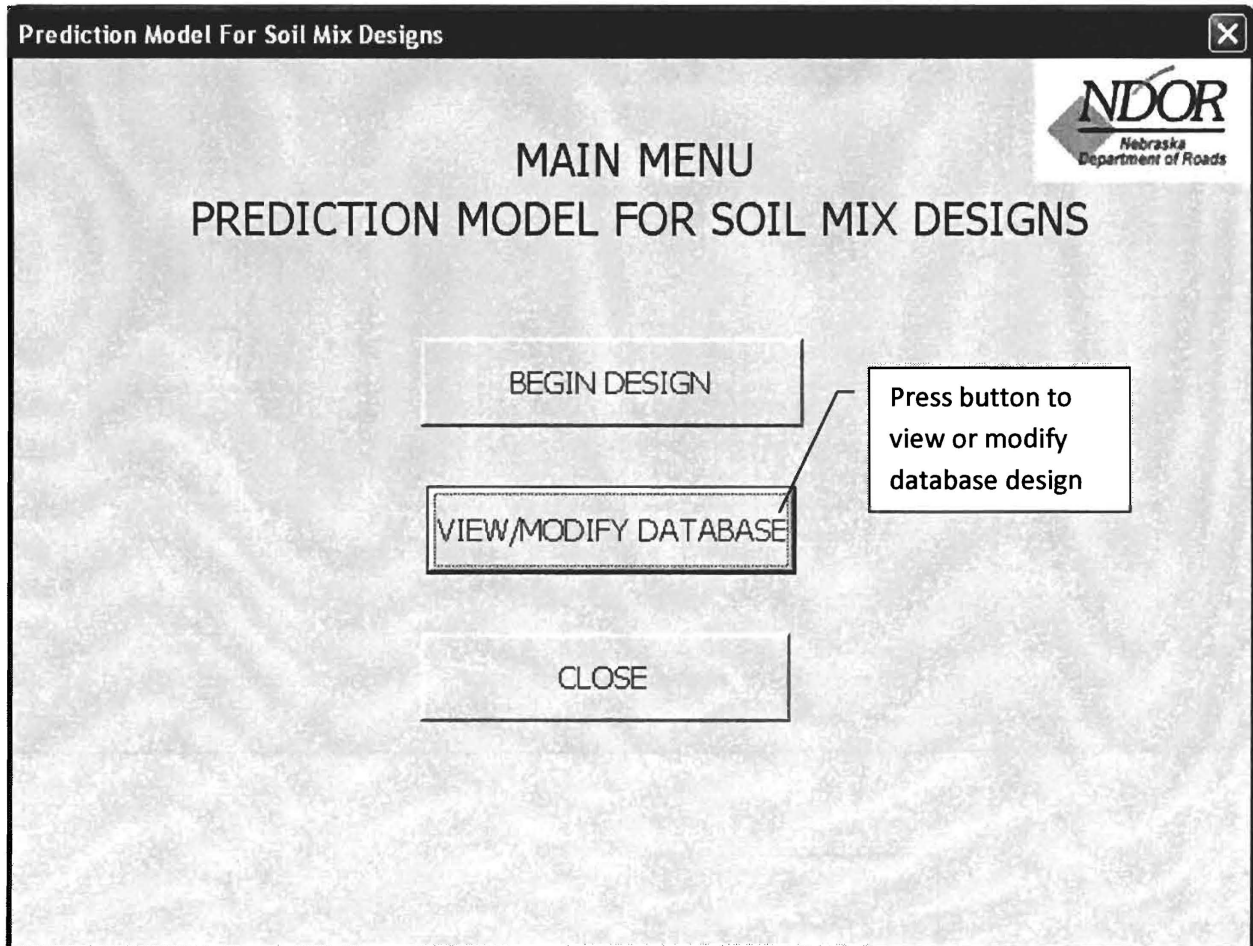 Prediction Model For Soil Mix Designs
NDOR
Nebraska
Department of Roads
MAIN MENU
PREDICTION MODEL FOR SOIL MIX DESIGNS
BEGIN DESIGN
Press button to
view or modify
database design
VIEW/MODIFY DATABASE
CLOSE